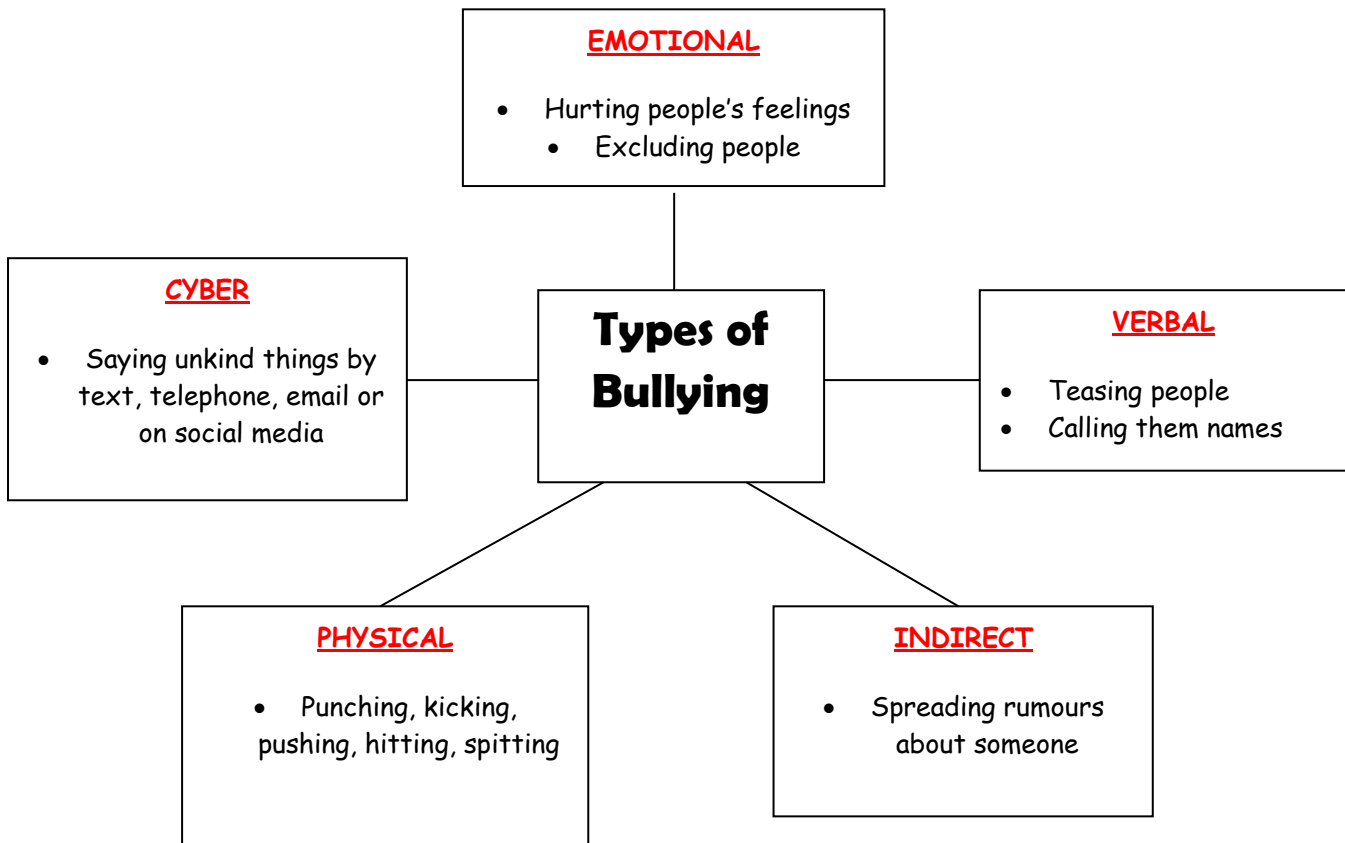 EMOTIONAL
• Hurting people’s feelings
• Excluding people
CYBER
• Saying unkind things by
text, telephone, email or
on social media
Types of
Bullying
VERBAL
• Teasing people
• Calling them names
PHYSICAL
• Punching, kicking,
pushing, hitting, spitting
INDIRECT
• Spreading rumours
about someone